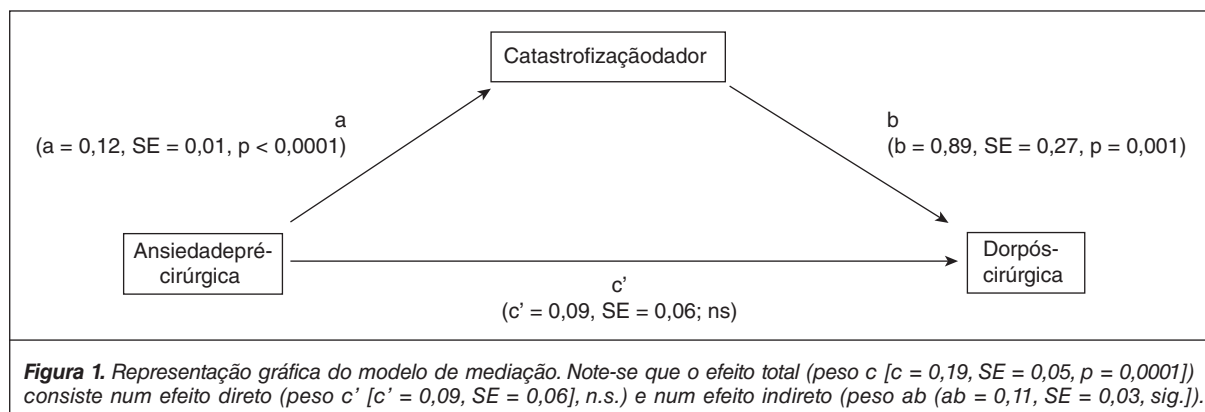 Catastrofizaçãodador
a
(a = 0,12, SE = 0,01, p < 0,0001)
b
(b = 0,89, SE = 0,27, p = 0,001)
Ansiedadepré-
cirúrgica
Dorpós-
cirúrgica
c’
(c’ = 0,09, SE = 0,06; ns)
Figura 1. Representação gráfica do modelo de mediação. Note-se que o efeito total (peso c [c = 0,19, SE = 0,05, p = 0,0001])
consiste num efeito direto (peso c’ [c’ = 0,09, SE = 0,06], n.s.) e num efeito indireto (peso ab (ab = 0,11, SE = 0,03, sig.]).